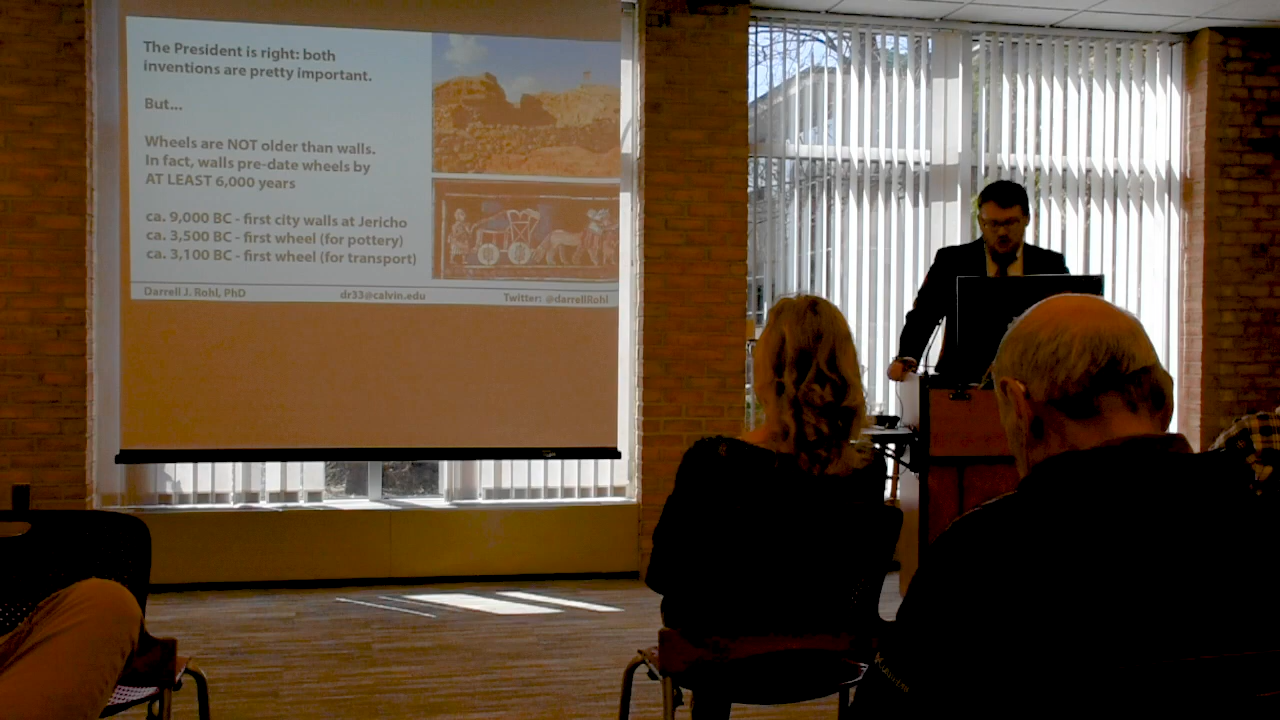 The President is right: both
inventions are pretty important.
But...
Wheels are NOT older than walls.
In fact, walls pre-date wheels by
AT LEAST 6,000 years
ca. 9,000 BC - first city walls at Jericho
ca. 3,500 BC - first wheel (for pottery)
ca. 3,100 BC - first wheel (for transport)
Darrell J. Rohl, PhD dr33@calvin.edu Twitter: @darrellRohl